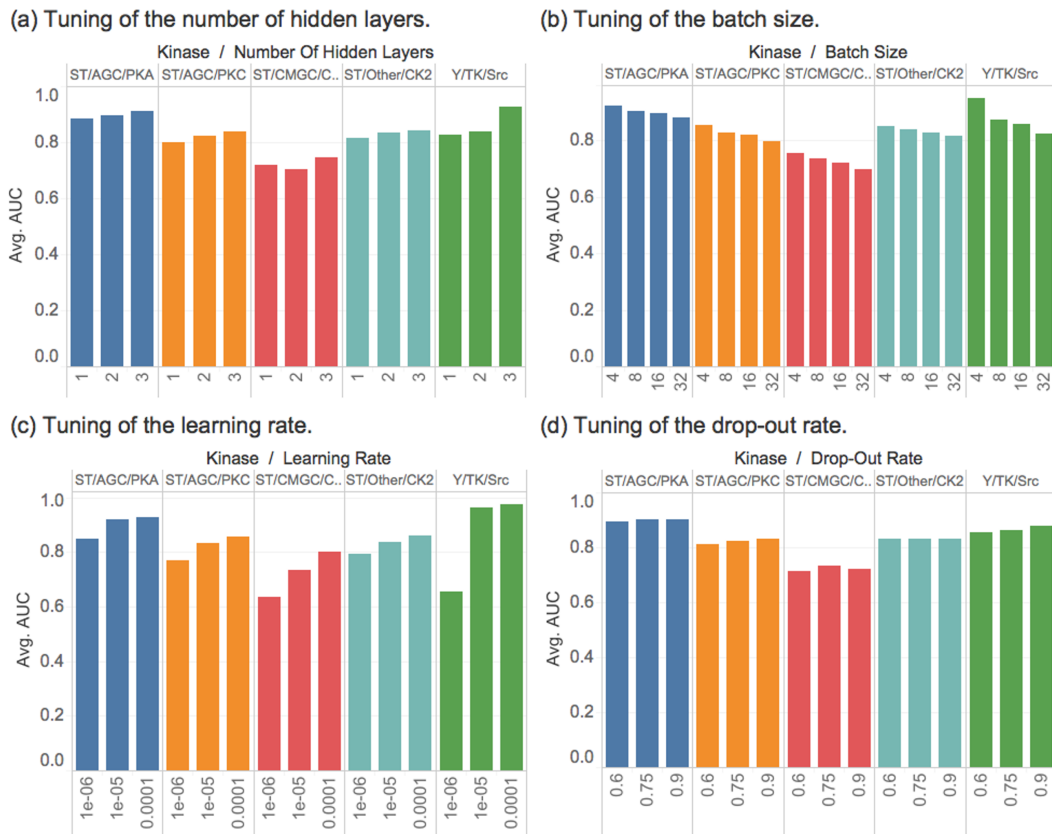 (a) Tuning of the number of hidden layers.
Kinase / Number Of Hidden Layers
ST/AGC/PKA ST/AGC/PKC ST/CMGC/C.. ST/Other/CK2 Y/TK/Src
1.0
0.8
0.6
0.4
0.2
0.0
Avg. AUC
1 2 3 1 2 3 1 2 3 1 2 3 1 2 3
(b) Tuning of the batch size.
Kinase / Batch Size
ST/AGC/PKA ST/AGC/PKC ST/CMGC/C.. ST/Other/CK2 Y/TK/Src
0.8
0.6
0.4
0.2
0.0
Avg. AUC
4 8 16 32 4 8 16 32 4 8 16 32 4 8 16 32 4 8 16 32
(c) Tuning of the learning rate.
Kinase / Learning Rate
ST/AGC/PKA ST/AGC/PKC ST/CMGC/C.. ST/Other/CK2 Y/TK/Src
1.0
0.8
0.6
0.4
0.2
0.0
Avg. AUC
1e-06 1e-05 0.0001 1e-06 1e-05 0.0001 1e-06 1e-05 0.0001 1e-06 1e-05 0.0001 1e-06 1e-05 0.0001
(d) Tuning of the drop-out rate.
Kinase / Drop-Out Rate
ST/AGC/PKA ST/AGC/PKC ST/CMGC/C.. ST/Other/CK2 Y/TK/Src
1.0
0.8
0.6
0.4
0.2
0.0
Avg. AUC
0.6 0.75 0.9 0.6 0.75 0.9 0.6 0.75 0.9 0.6 0.75 0.9 0.6 0.75 0.9